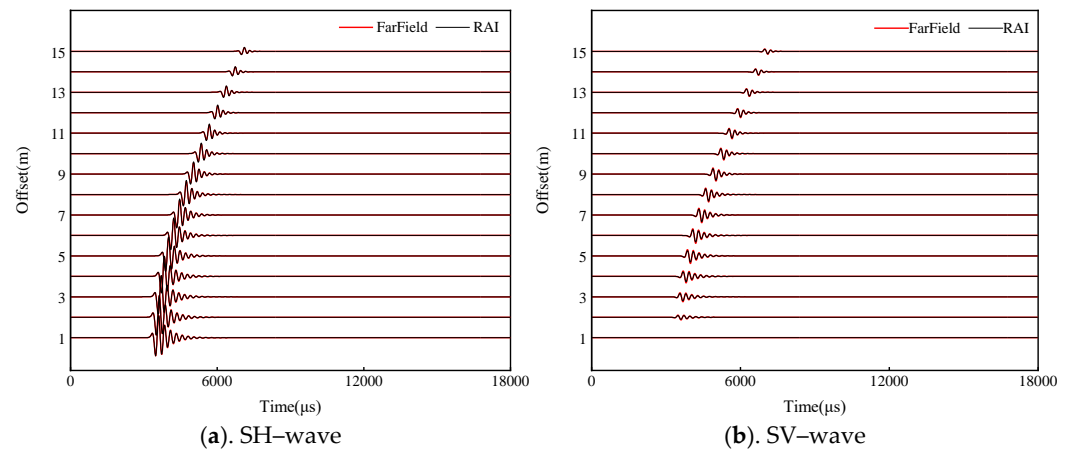 FarField RAI
15
13
11
9
7
5
3
1
Offset(m)
0 6000 12000 18000
Time(μs)
(a). SH–wave
FarField RAI
15
13
11
9
7
5
3
1
Offset(m)
0 6000 12000 18000
Time(μs)
(b). SV–wave